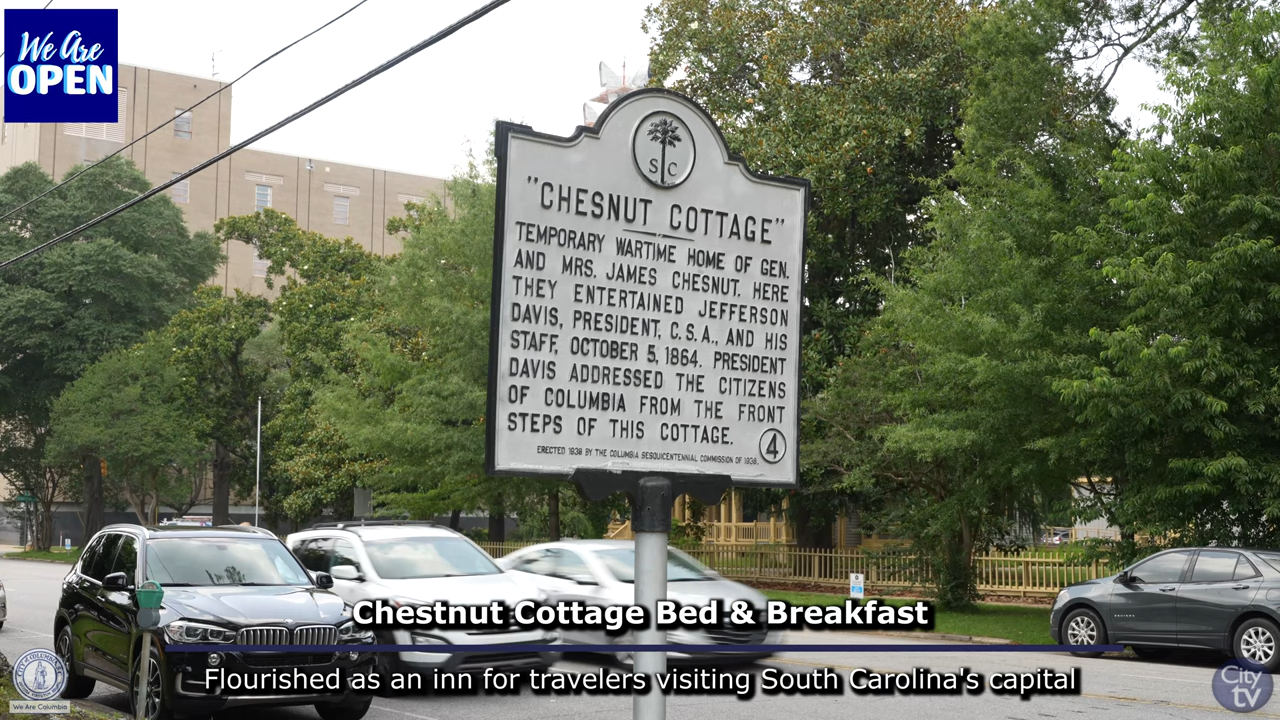 We Are
OPEN
S C
"CHESNUT COTTAGE"
TEMPORARY WARTIME HOME OF GEN.
AND MRS. JAMES CHESNUT. HERE
THEY ENTERTAINED JEFFERSON
DAVIS, PRESIDENT, C.S.A., AND HIS
STAFF, OCTOBER 5, 1864. PRESIDENT
DAVIS ADDRESSED THE CITIZENS
OF COLUMBIA FROM THE FRONT
STEPS OF THIS COTTAGE.
4
ERECTED 1938 BY THE COLUMBIA SESQUICENTENNIAL COMMISSION OF 1936.
Chestnut Cottage Bed & Breakfast
Flourished as an inn for travelers visiting South Carolina's capital
We Are Columbia
City
tv